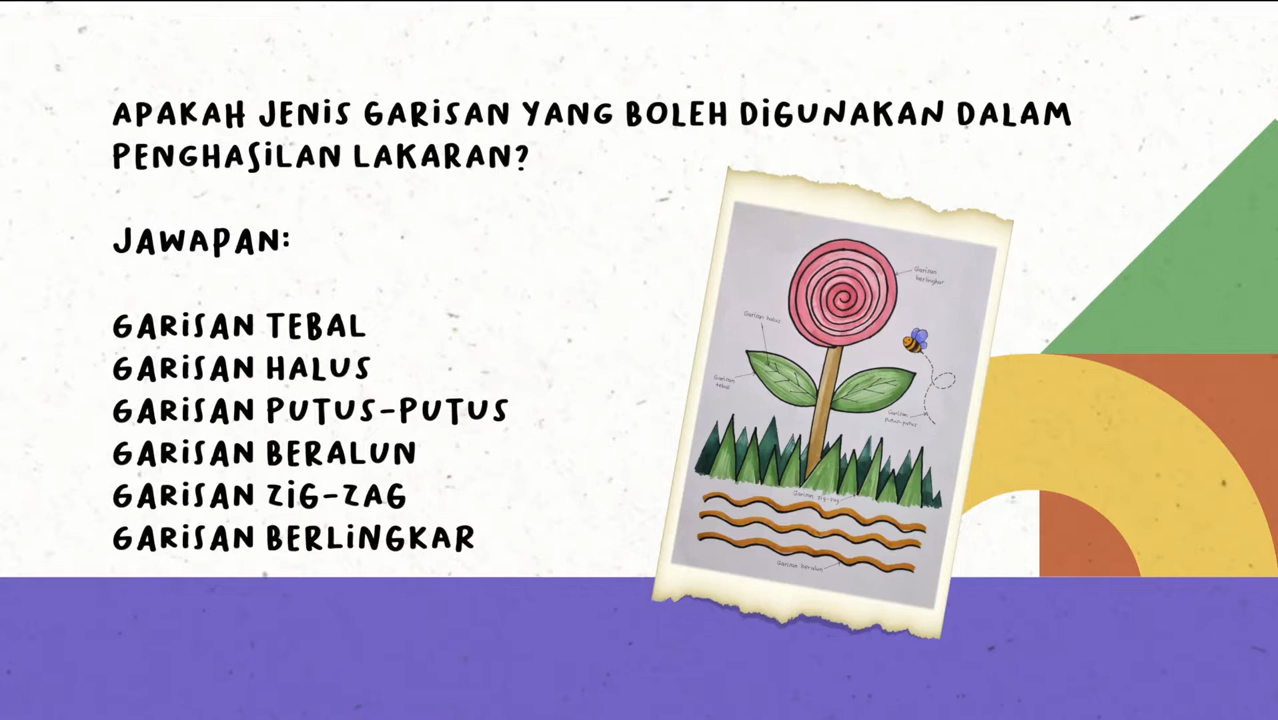 APAKAH JENIS GARISAN YANG BOLEH DIGUNAKAN DALAM
PENGHASILAN LAKARAN?
JAWAPAN:
GARISAN TEBAL
GARISAN HALUS
GARISAN PUTUS-PUTUS
GARISAN BERALUN
GARISAN ZIG-ZAG
GARISAN BERLINGKAR
Garisan
berlingkar
Garisan halus
Garisan
tebal
Garisan
putus-putus
Garisan zig-zag
Garisan beralun